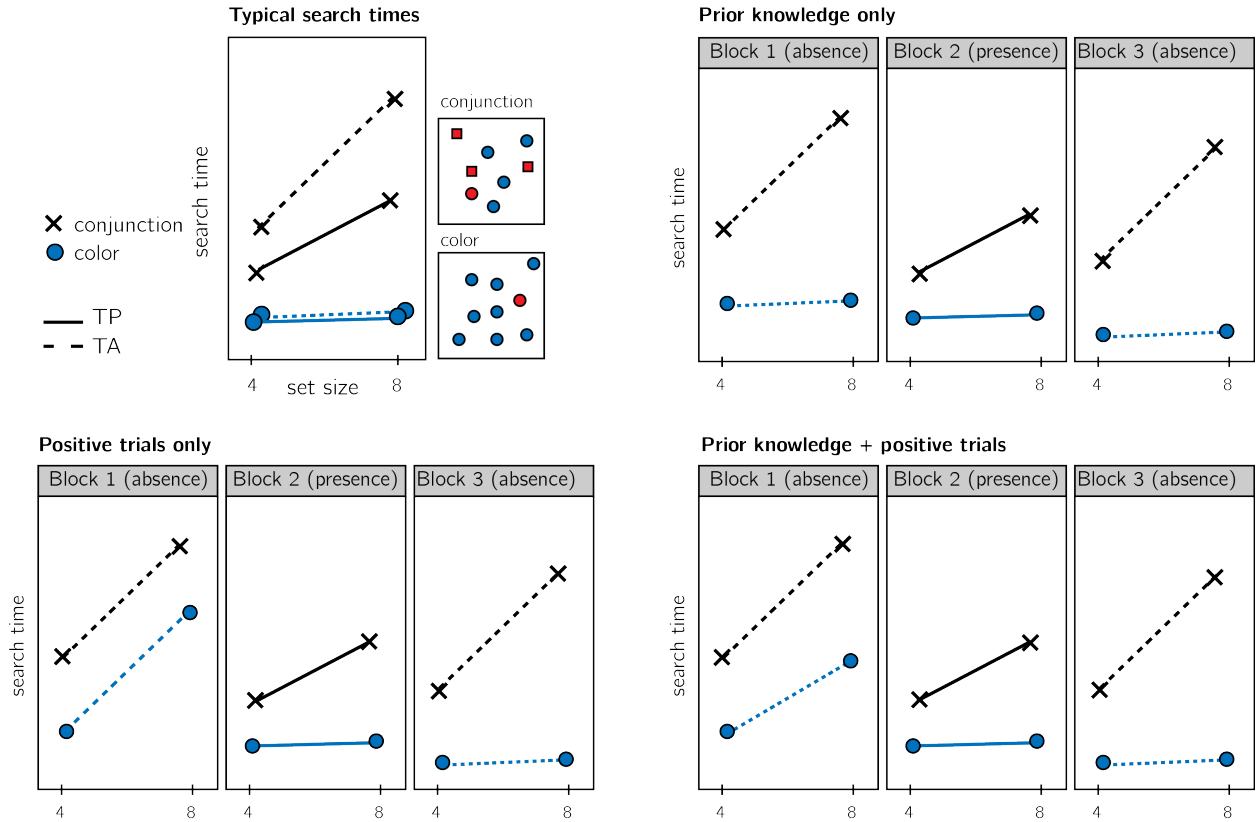 Typical search times
conjunction
color
TP
TA
search time
4
8
set size
conjunction
color
Prior knowledge only
Block 1 (absence)
Block 2 (presence)
Block 3 (absence)
search time
4
8
4
8
4
8
Positive trials only
Block 1 (absence)
Block 2 (presence)
Block 3 (absence)
search time
4
8
4
8
4
8
Prior knowledge + positive trials
Block 1 (absence)
Block 2 (presence)
Block 3 (absence)
search time
4
8
4
8
4
8